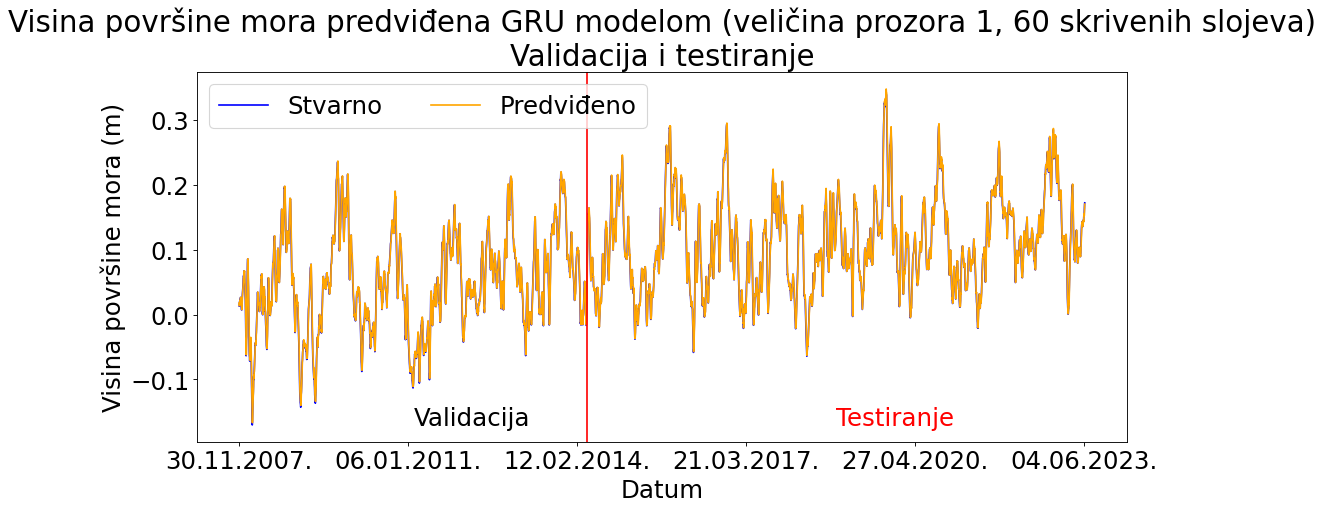 Visina površine mora predviđena GRU modelom (veličina prozora 1, 60 skrivenih slojeva)
Validacija i testiranje
Stvarno Predviđeno
Visina površine mora (m)
0.3
0.2
0.1
0.0
−0.1
Validacija Testiranje
30.11.2007. 06.01.2011. 12.02.2014. 21.03.2017. 27.04.2020. 04.06.2023.
Datum